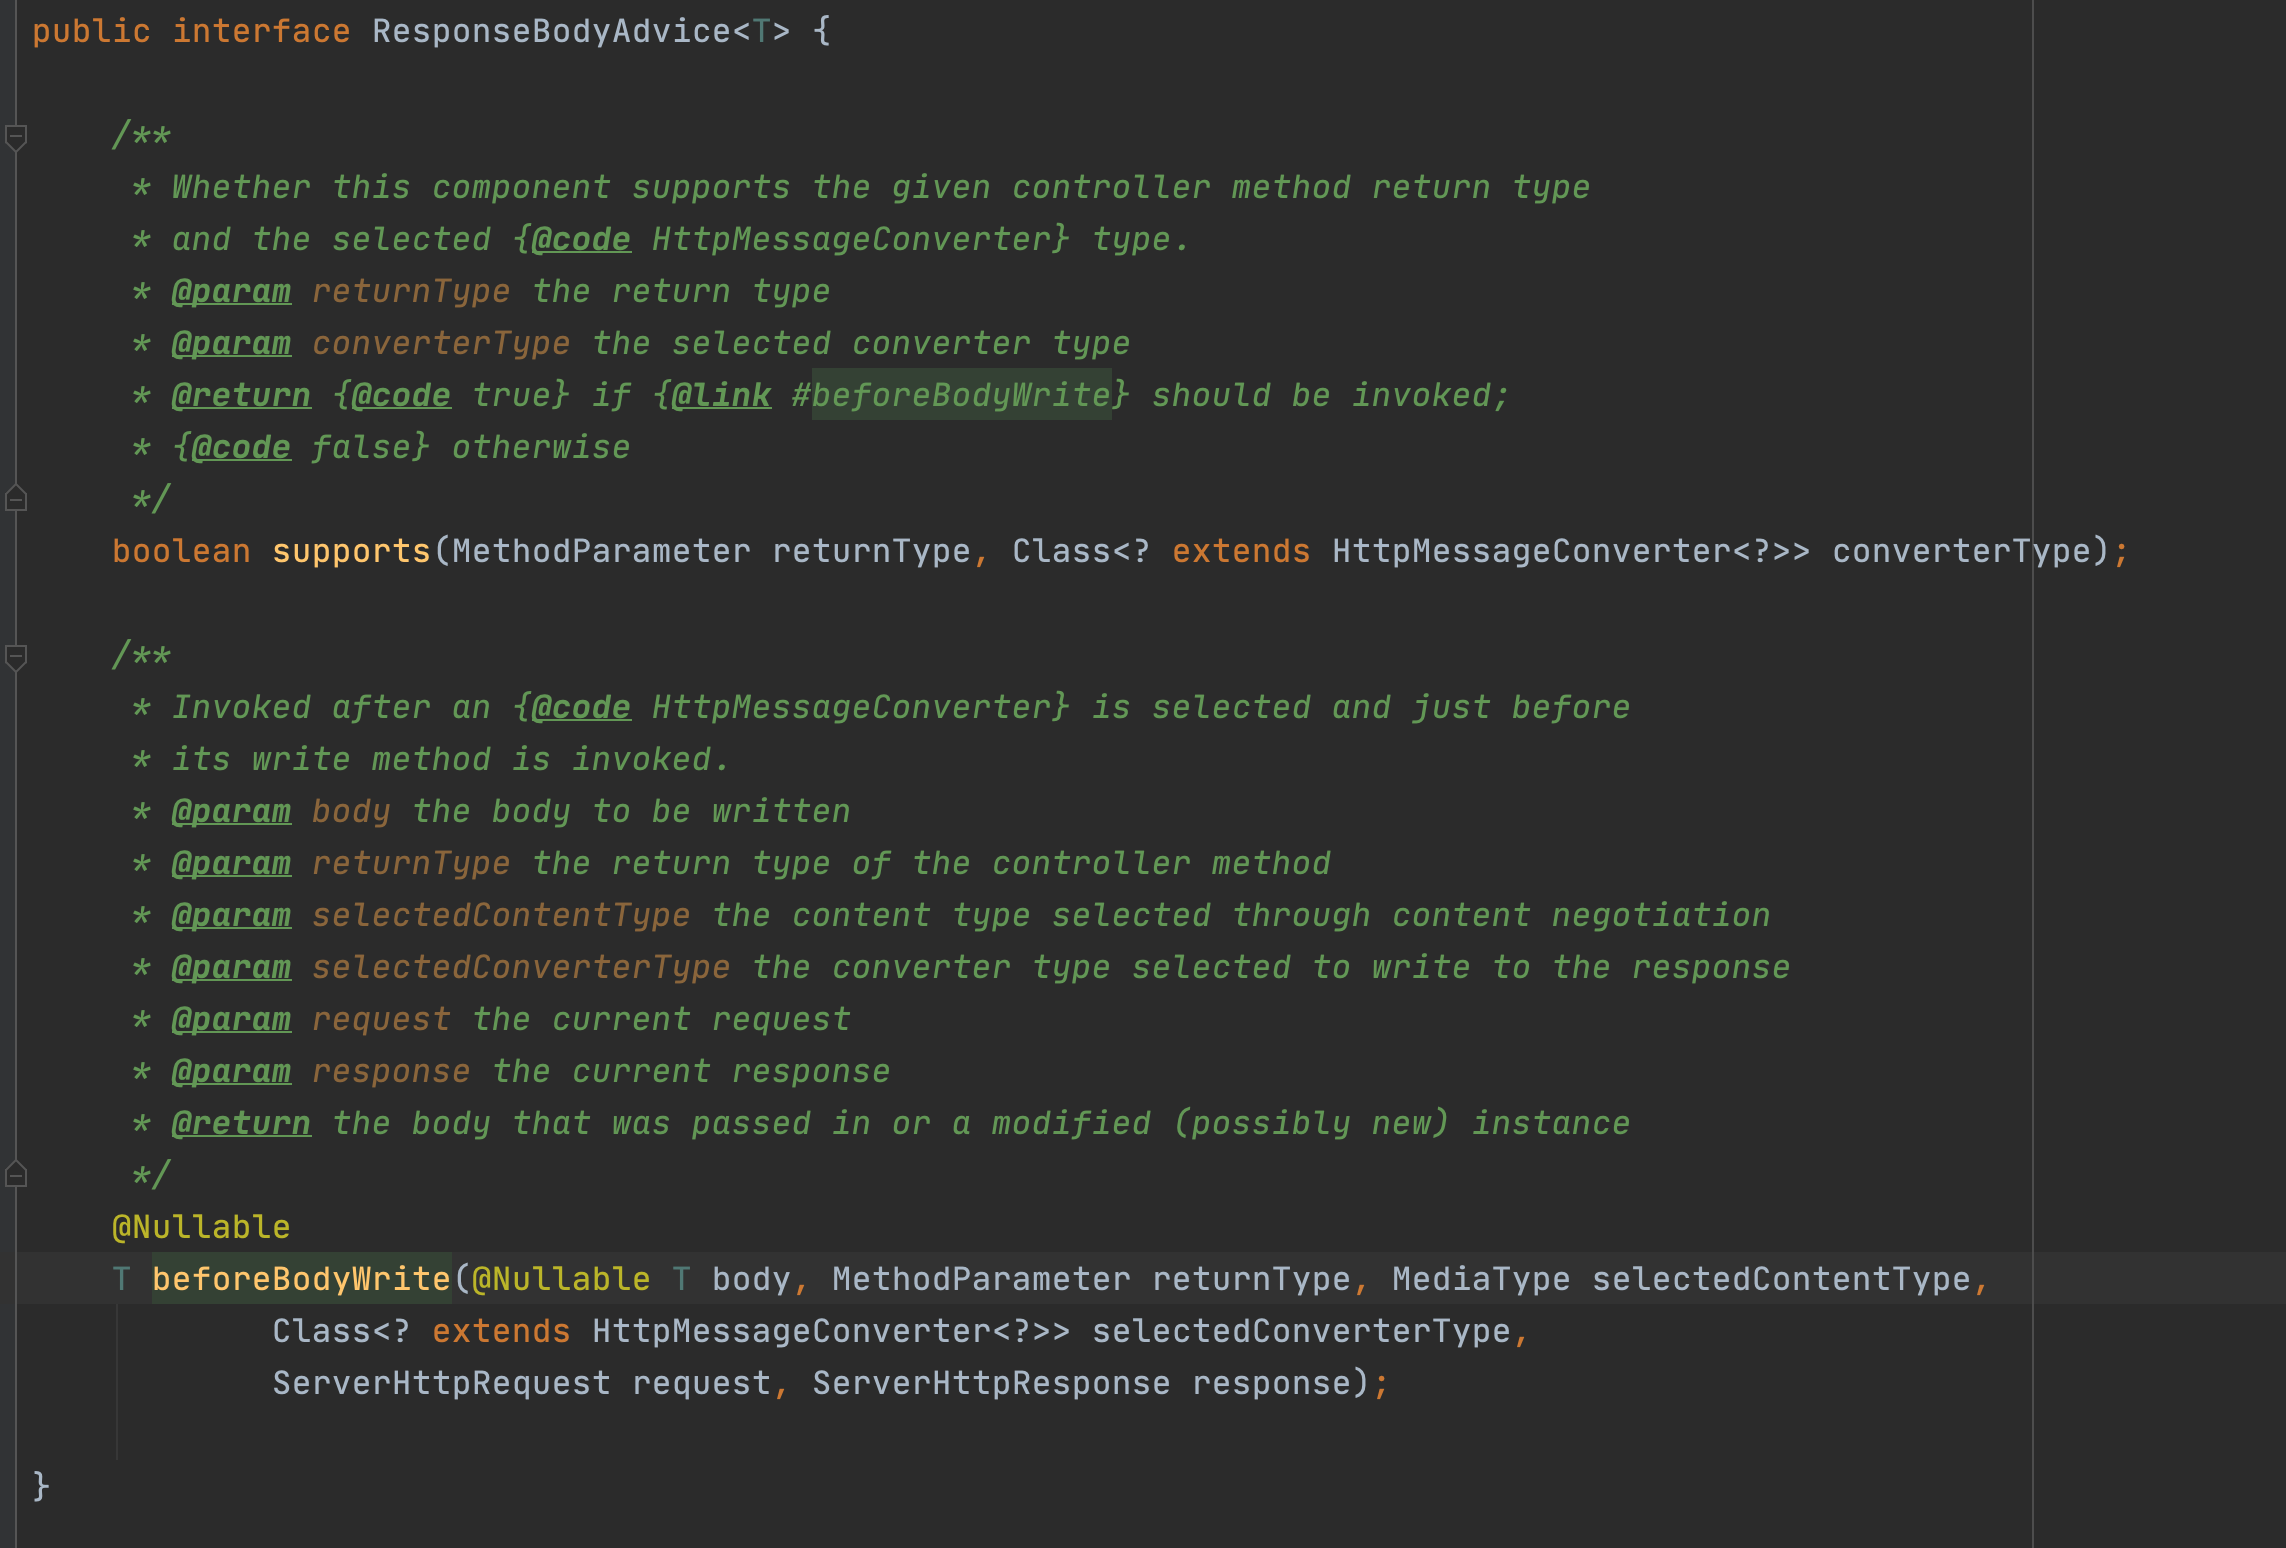 public interface ResponseBodyAdvice<T> {
/**
* Whether this component supports the given controller method return type
* and the selected {@code HttpMessageConverter} type.
* @param returnType the return type
* @param converterType the selected converter type
* @return {@code true} if {@link #beforeBodyWrite} should be invoked;
* {@code false} otherwise
*/
boolean supports(MethodParameter returnType, Class<? extends HttpMessageConverter<?>> converterType);
/**
* Invoked after an {@code HttpMessageConverter} is selected and just before
* its write method is invoked.
* @param body the body to be written
* @param returnType the return type of the controller method
* @param selectedContentType the content type selected through content negotiation
* @param selectedConverterType the converter type selected to write to the response
* @param request the current request
* @param response the current response
* @return the body that was passed in or a modified (possibly new) instance
*/
@Nullable
T beforeBodyWrite(@Nullable T body, MethodParameter returnType, MediaType selectedContentType,
Class<? extends HttpMessageConverter<?>> selectedConverterType,
ServerHttpRequest request, ServerHttpResponse response);
}